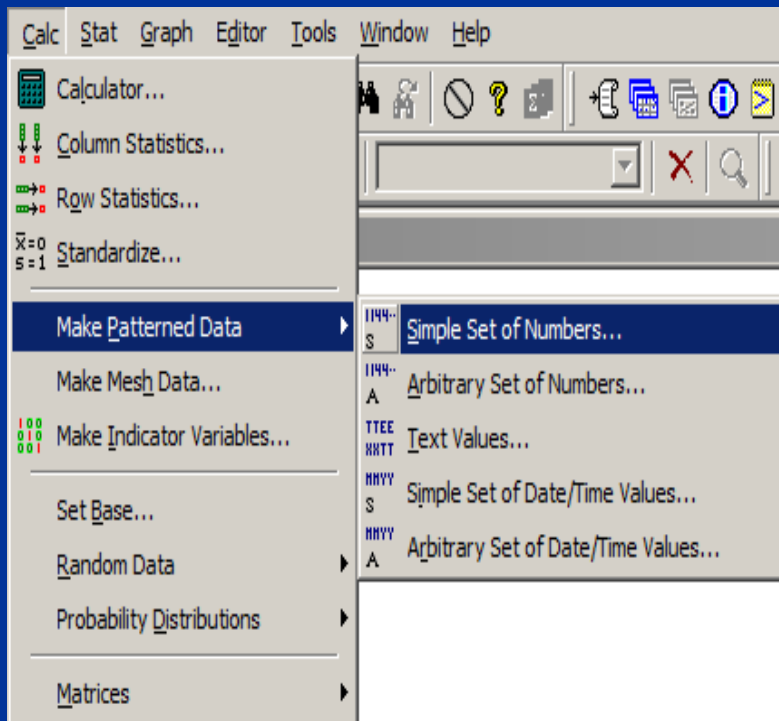 Calc Stat Graph Editor Tools Window Help
Calculator...
Column Statistics...
Row Statistics...
x̄=0
s=1
Standardize...
Make Patterned Data
Make Mesh Data...
Make Indicator Variables...
Set Base...
Random Data
Probability Distributions
Matrices
Simple Set of Numbers...
Arbitrary Set of Numbers...
Text Values...
Simple Set of Date/Time Values...
Arbitrary Set of Date/Time Values...